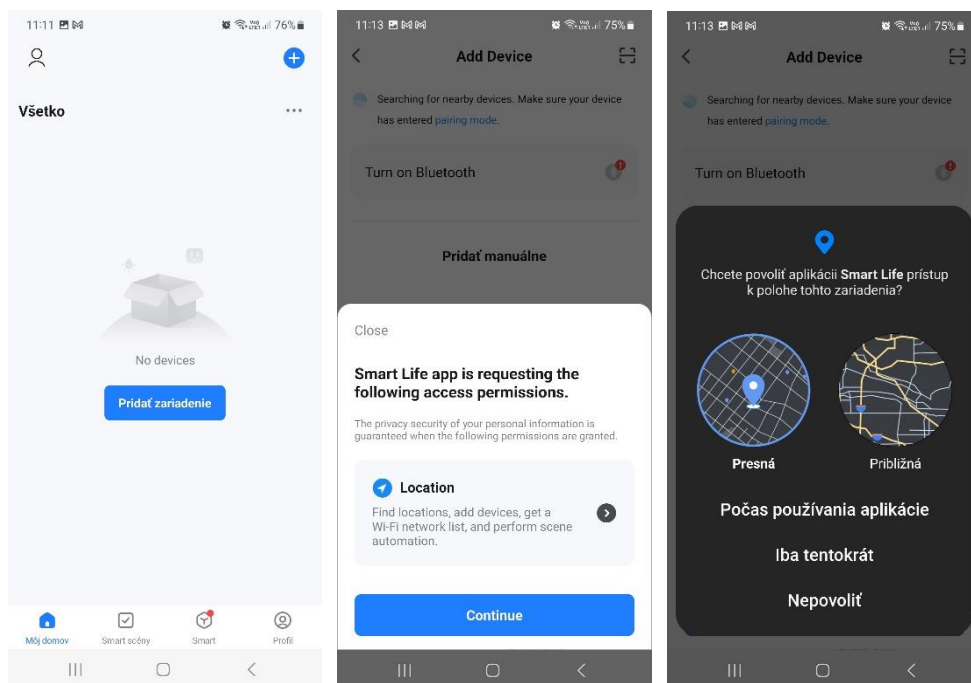 11:11
76%
Všetko
No devices
Pridať zariadenie
Môj domov
Smart scény
Smart
Profil
11:13
75%
Add Device
Searching for nearby devices. Make sure your device
has entered pairing mode.
Turn on Bluetooth
Pridať manuálne
Close
Smart Life app is requesting the
following access permissions.
The privacy security of your personal information is
guaranteed when the following permissions are granted.
Location
Find locations, add devices, get a
Wi-Fi network list, and perform scene
automation.
Continue
11:13
75%
Add Device
Searching for nearby devices. Make sure your device
has entered pairing mode.
Turn on Bluetooth
Chcete povoliť aplikácii Smart Life prístup
k polohe tohto zariadenia?
Presná
Približná
Počas používania aplikácie
Iba tentokrát
Nepovoliť